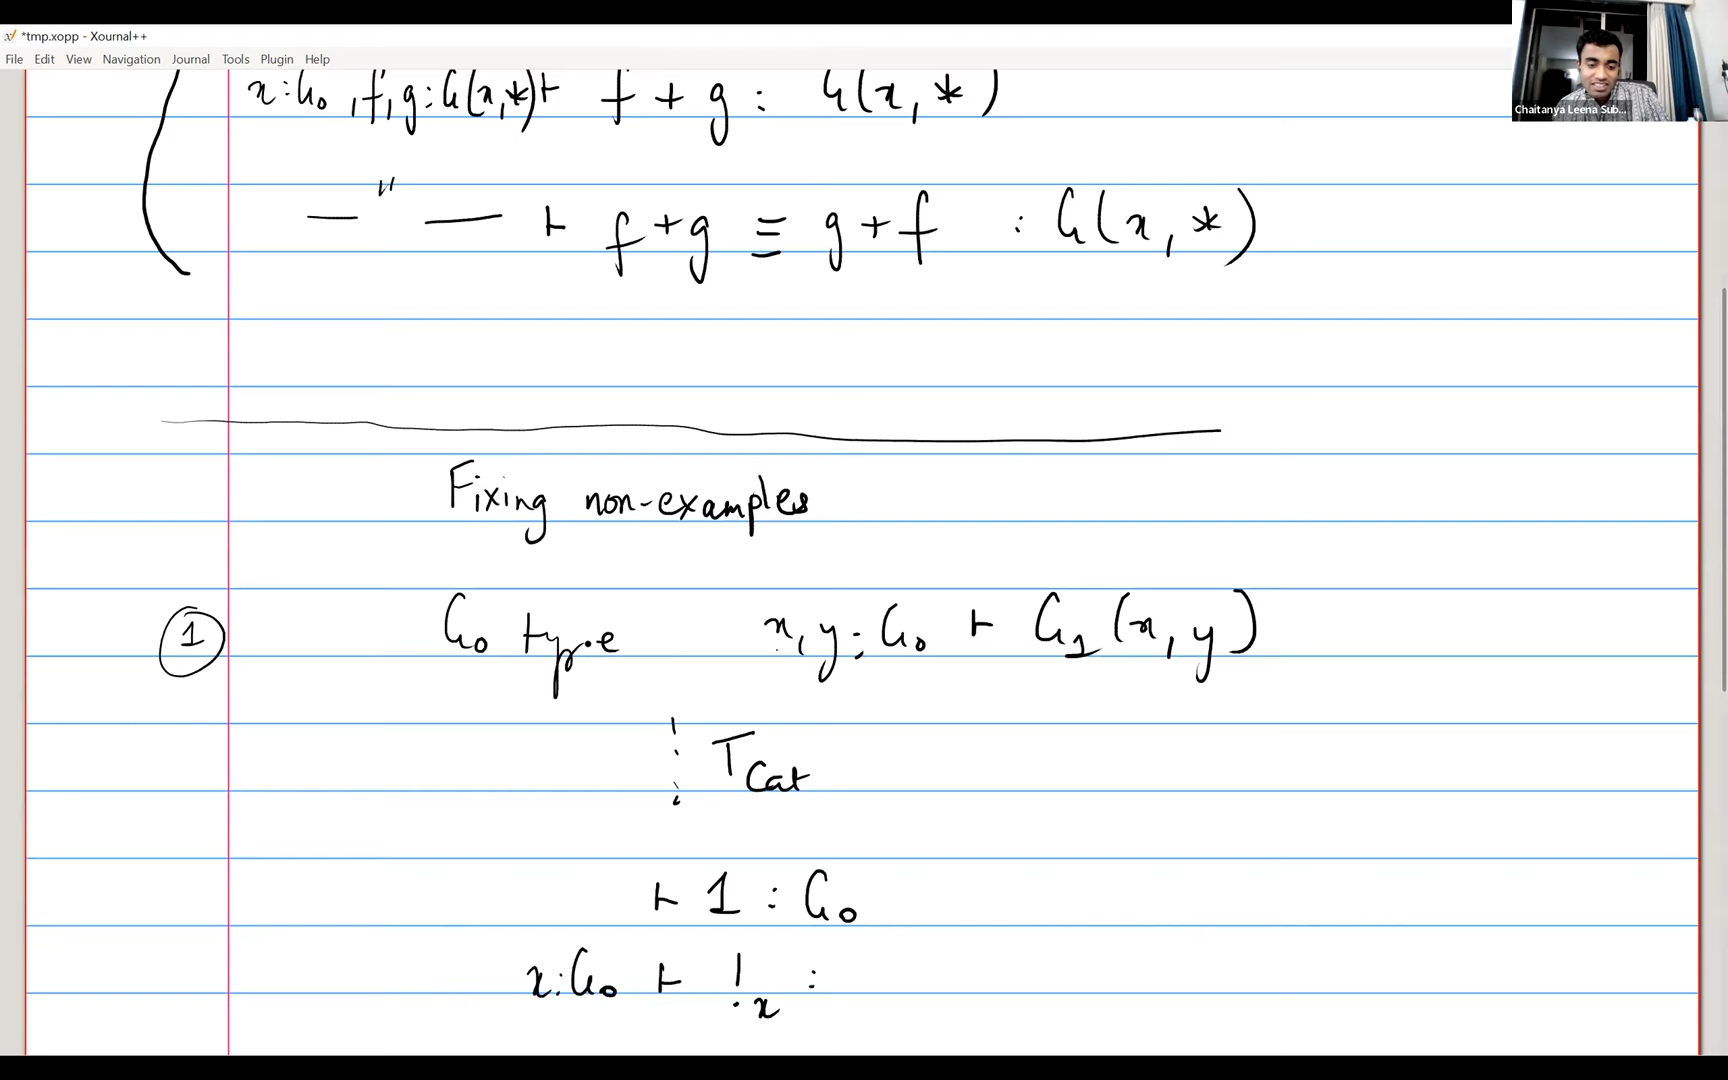 *tmp.xopp - Xournal++
File Edit View Navigation Journal Tools Plugin Help
Chaitanya Leena Sub...
x:G₀, f,g:G(x,*) ⊢ f + g : G(x, *)
— " — ⊢ f + g ≡ g + f : G(x, *)
Fixing non-examples
① G₀ type x, y : G₀ ⊢ G₁(x, y)
⋮ T_Cat
⊢ 1 : G₀
x:G₀ ⊢ !ₓ :